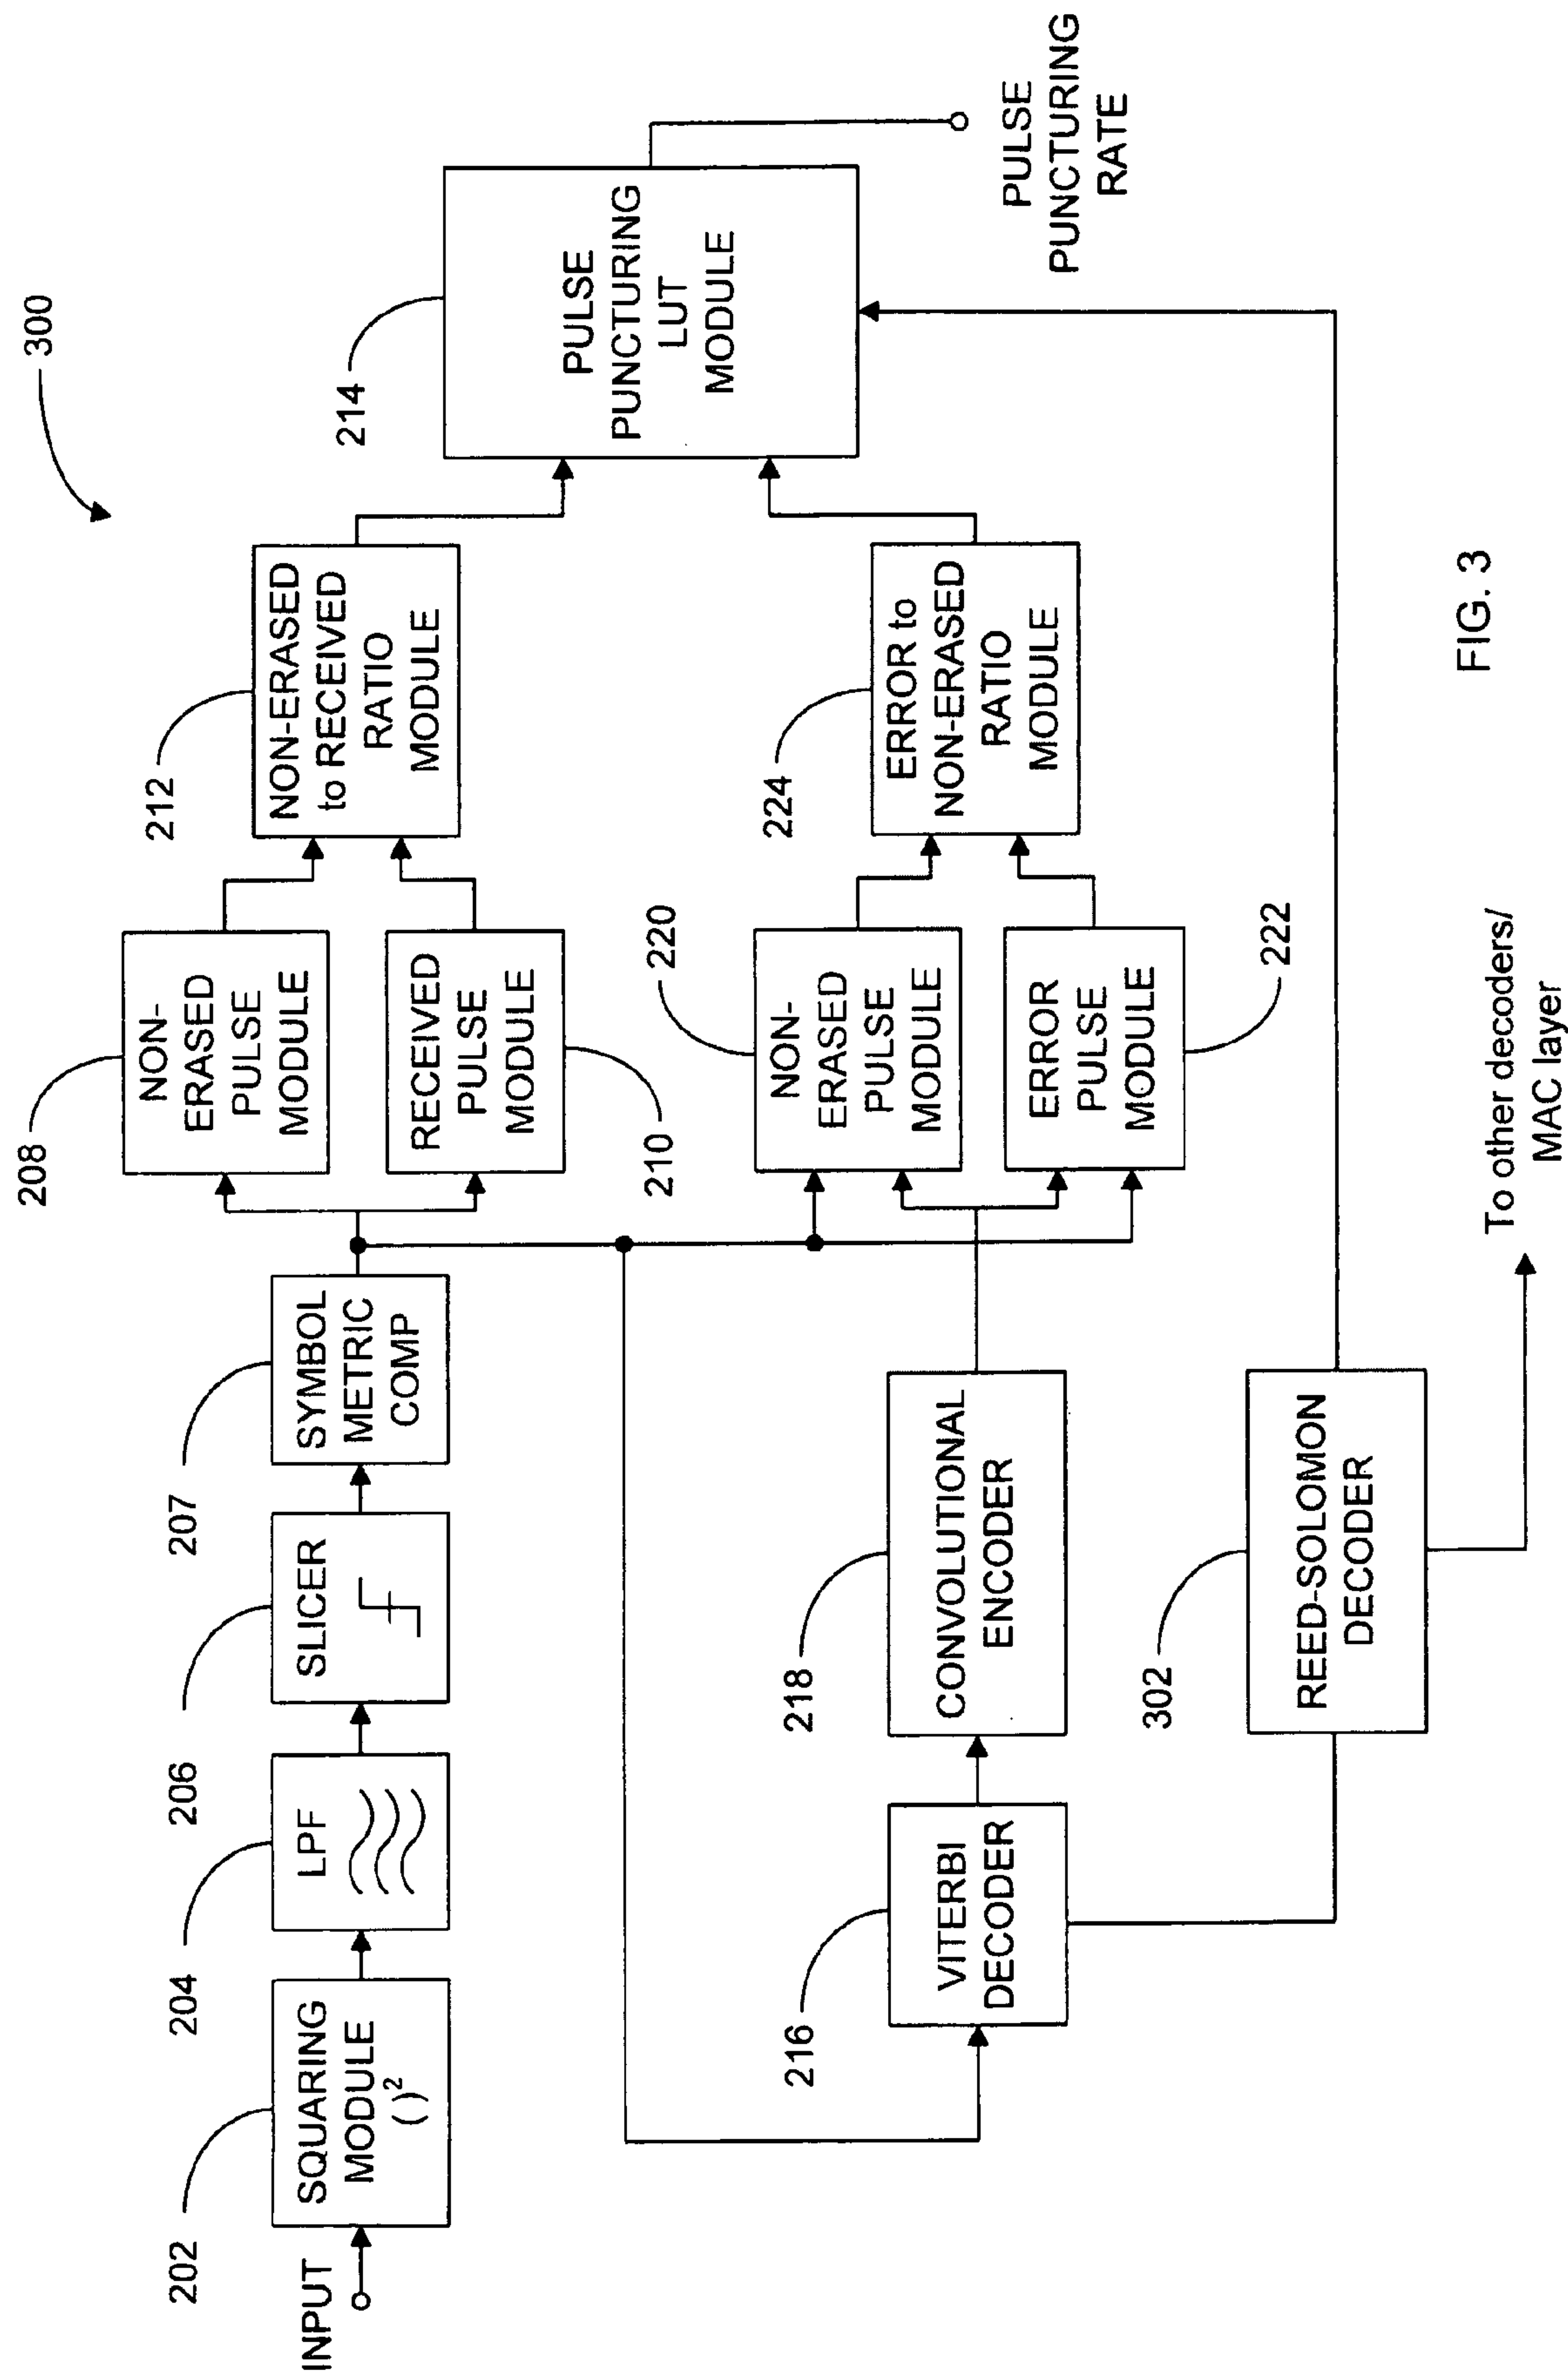 300
INPUT
202
SQUARING
MODULE
( )²
204
LPF
206
SLICER
207
SYMBOL
METRIC
COMP
208
NON-
ERASED
PULSE
MODULE
210
RECEIVED
PULSE
MODULE
212
NON-ERASED
to RECEIVED
RATIO
MODULE
214
PULSE
PUNCTURING
LUT
MODULE
PULSE
PUNCTURING
RATE
216
VITERBI
DECODER
218
CONVOLUTIONAL
ENCODER
220
NON-
ERASED
PULSE
MODULE
222
ERROR
PULSE
MODULE
224
ERROR to
NON-ERASED
RATIO
MODULE
302
REED-SOLOMON
DECODER
To other decoders/
MAC layer
FIG. 3